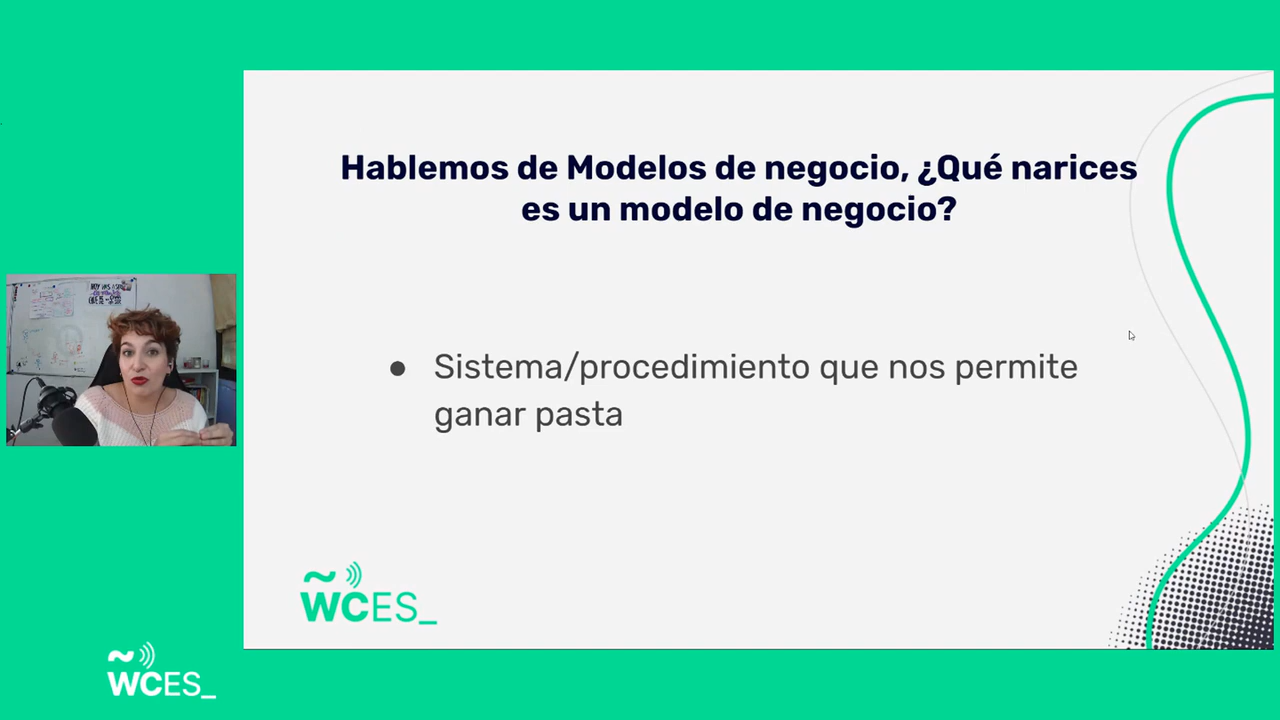 Hablemos de Modelos de negocio, ¿Qué narices
es un modelo de negocio?
● Sistema/procedimiento que nos permite
ganar pasta
~ WCES_
~ WCES_